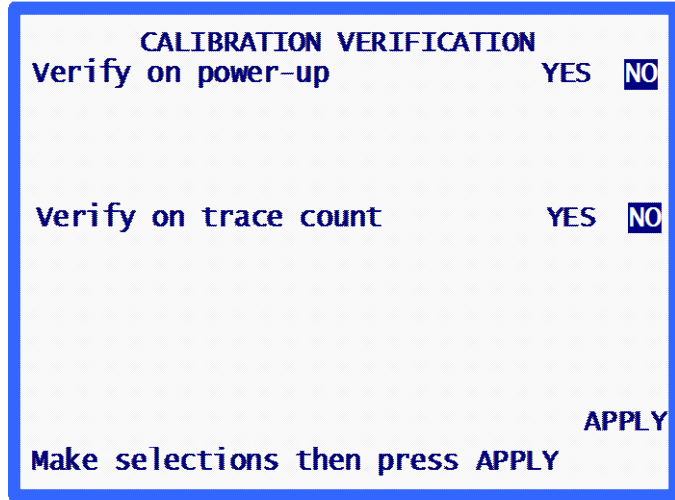 CALIBRATION VERIFICATION
Verify on power-up YES NO
Verify on trace count YES NO
APPLY
Make selections then press APPLY